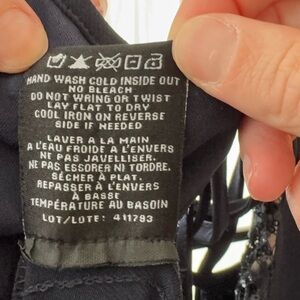 HAND WASH COLD INSIDE OUT
NO BLEACH
DO NOT WRING OR TWIST
LAY FLAT TO DRY
COOL IRON ON REVERSE
SIDE IF NEEDED
LAVER A LA MAIN
A L'EAU FROIDE A L'ENVERS
NE PAS JAVELLISER.
NE PAS ESSORER NI TORDRE.
SÉCHER À PLAT.
REPASSER À L'ENVERS
À BASSE
TEMPÉRATURE AU BASOIN
LOT/LOTE: 411793